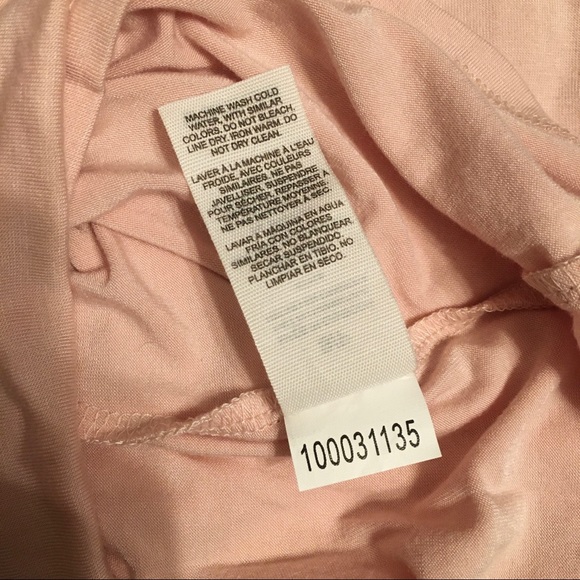 MACHINE WASH COLD
WATER, WITH SIMILAR
COLORS. DO NOT BLEACH.
LINE DRY. IRON WARM. DO
NOT DRY CLEAN.
LAVER À LA MACHINE À L'EAU
FROIDE, AVEC COULEURS
SIMILAIRES. NE PAS
JAVELLISER, SUSPENDRE
POUR SÉCHER. REPASSER À
TEMPÉRATURE MOYENNE.
NE PAS NETTOYER À SEC.
LAVAR A MÁQUINA EN AGUA
FRIA CON COLORES
SIMILARES. NO BLANQUEAR.
SECAR SUSPENDIDO.
PLANCHAR EN TIBIO. NO
LIMPIAR EN SECO.
100031135